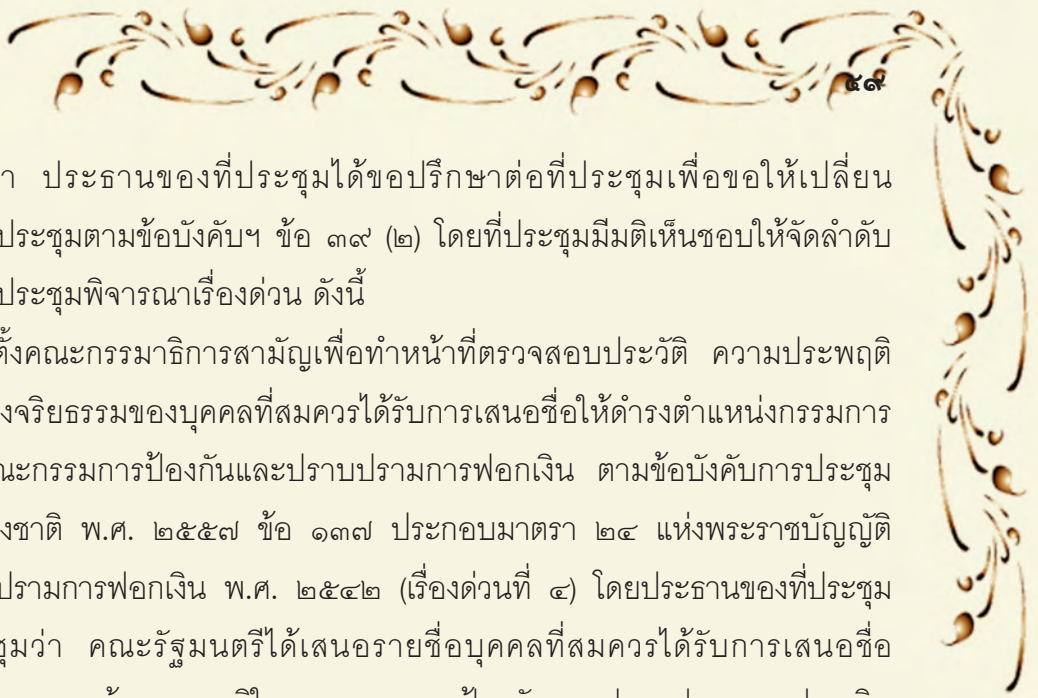 ๔๙
า ประธานของที่ประชุมได้ขอปรึกษาต่อที่ประชุมเพื่อขอให้เปลี่ยน
ประชุมตามข้อบังคับฯ ข้อ ๓๙ (๒) โดยที่ประชุมมีมติเห็นชอบให้จัดลำดับ
ประชุมพิจารณาเรื่องด่วน ดังนี้
ตั้งคณะกรรมาธิการสามัญเพื่อทำหน้าที่ตรวจสอบประวัติ ความประพฤติ
งจริยธรรมของบุคคลที่สมควรได้รับการเสนอชื่อให้ดำรงตำแหน่งกรรมการ
ณะกรรมการป้องกันและปราบปรามการฟอกเงิน ตามข้อบังคับการประชุม
งชาติ พ.ศ. ๒๕๕๗ ข้อ ๑๓๗ ประกอบมาตรา ๒๔ แห่งพระราชบัญญัติ
ปรามการฟอกเงิน พ.ศ. ๒๕๔๒ (เรื่องด่วนที่ ๔) โดยประธานของที่ประชุม
ชุมว่า คณะรัฐมนตรีได้เสนอรายชื่อบุคคลที่สมควรได้รับการเสนอชื่อ